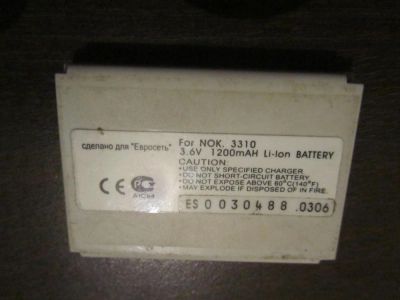 сделано для "Евросеть"
For NOK. 3310
3.6V 1200mAH Li-Ion BATTERY
CAUTION:
•USE ONLY SPECIFIED CHARGER
•DO NOT SHORT-CIRCUIT BATTERY
•DO NOT EXPOSE ABOVE 60°C(140°F)
•MAY EXPLODE IF DISPOSED OF IN FIRE.
CE
ES 0030488.0306